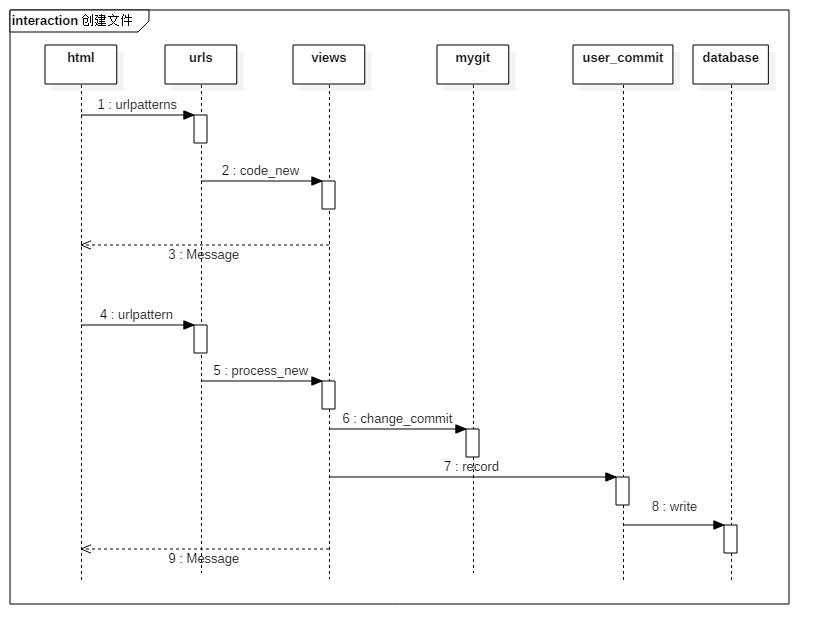 interaction 创建文件
html
urls
views
mygit
user_commit
database
1 : urlpatterns
2 : code_new
3 : Message
4 : urlpattern
5 : process_new
6 : change_commit
7 : record
8 : write
9 : Message